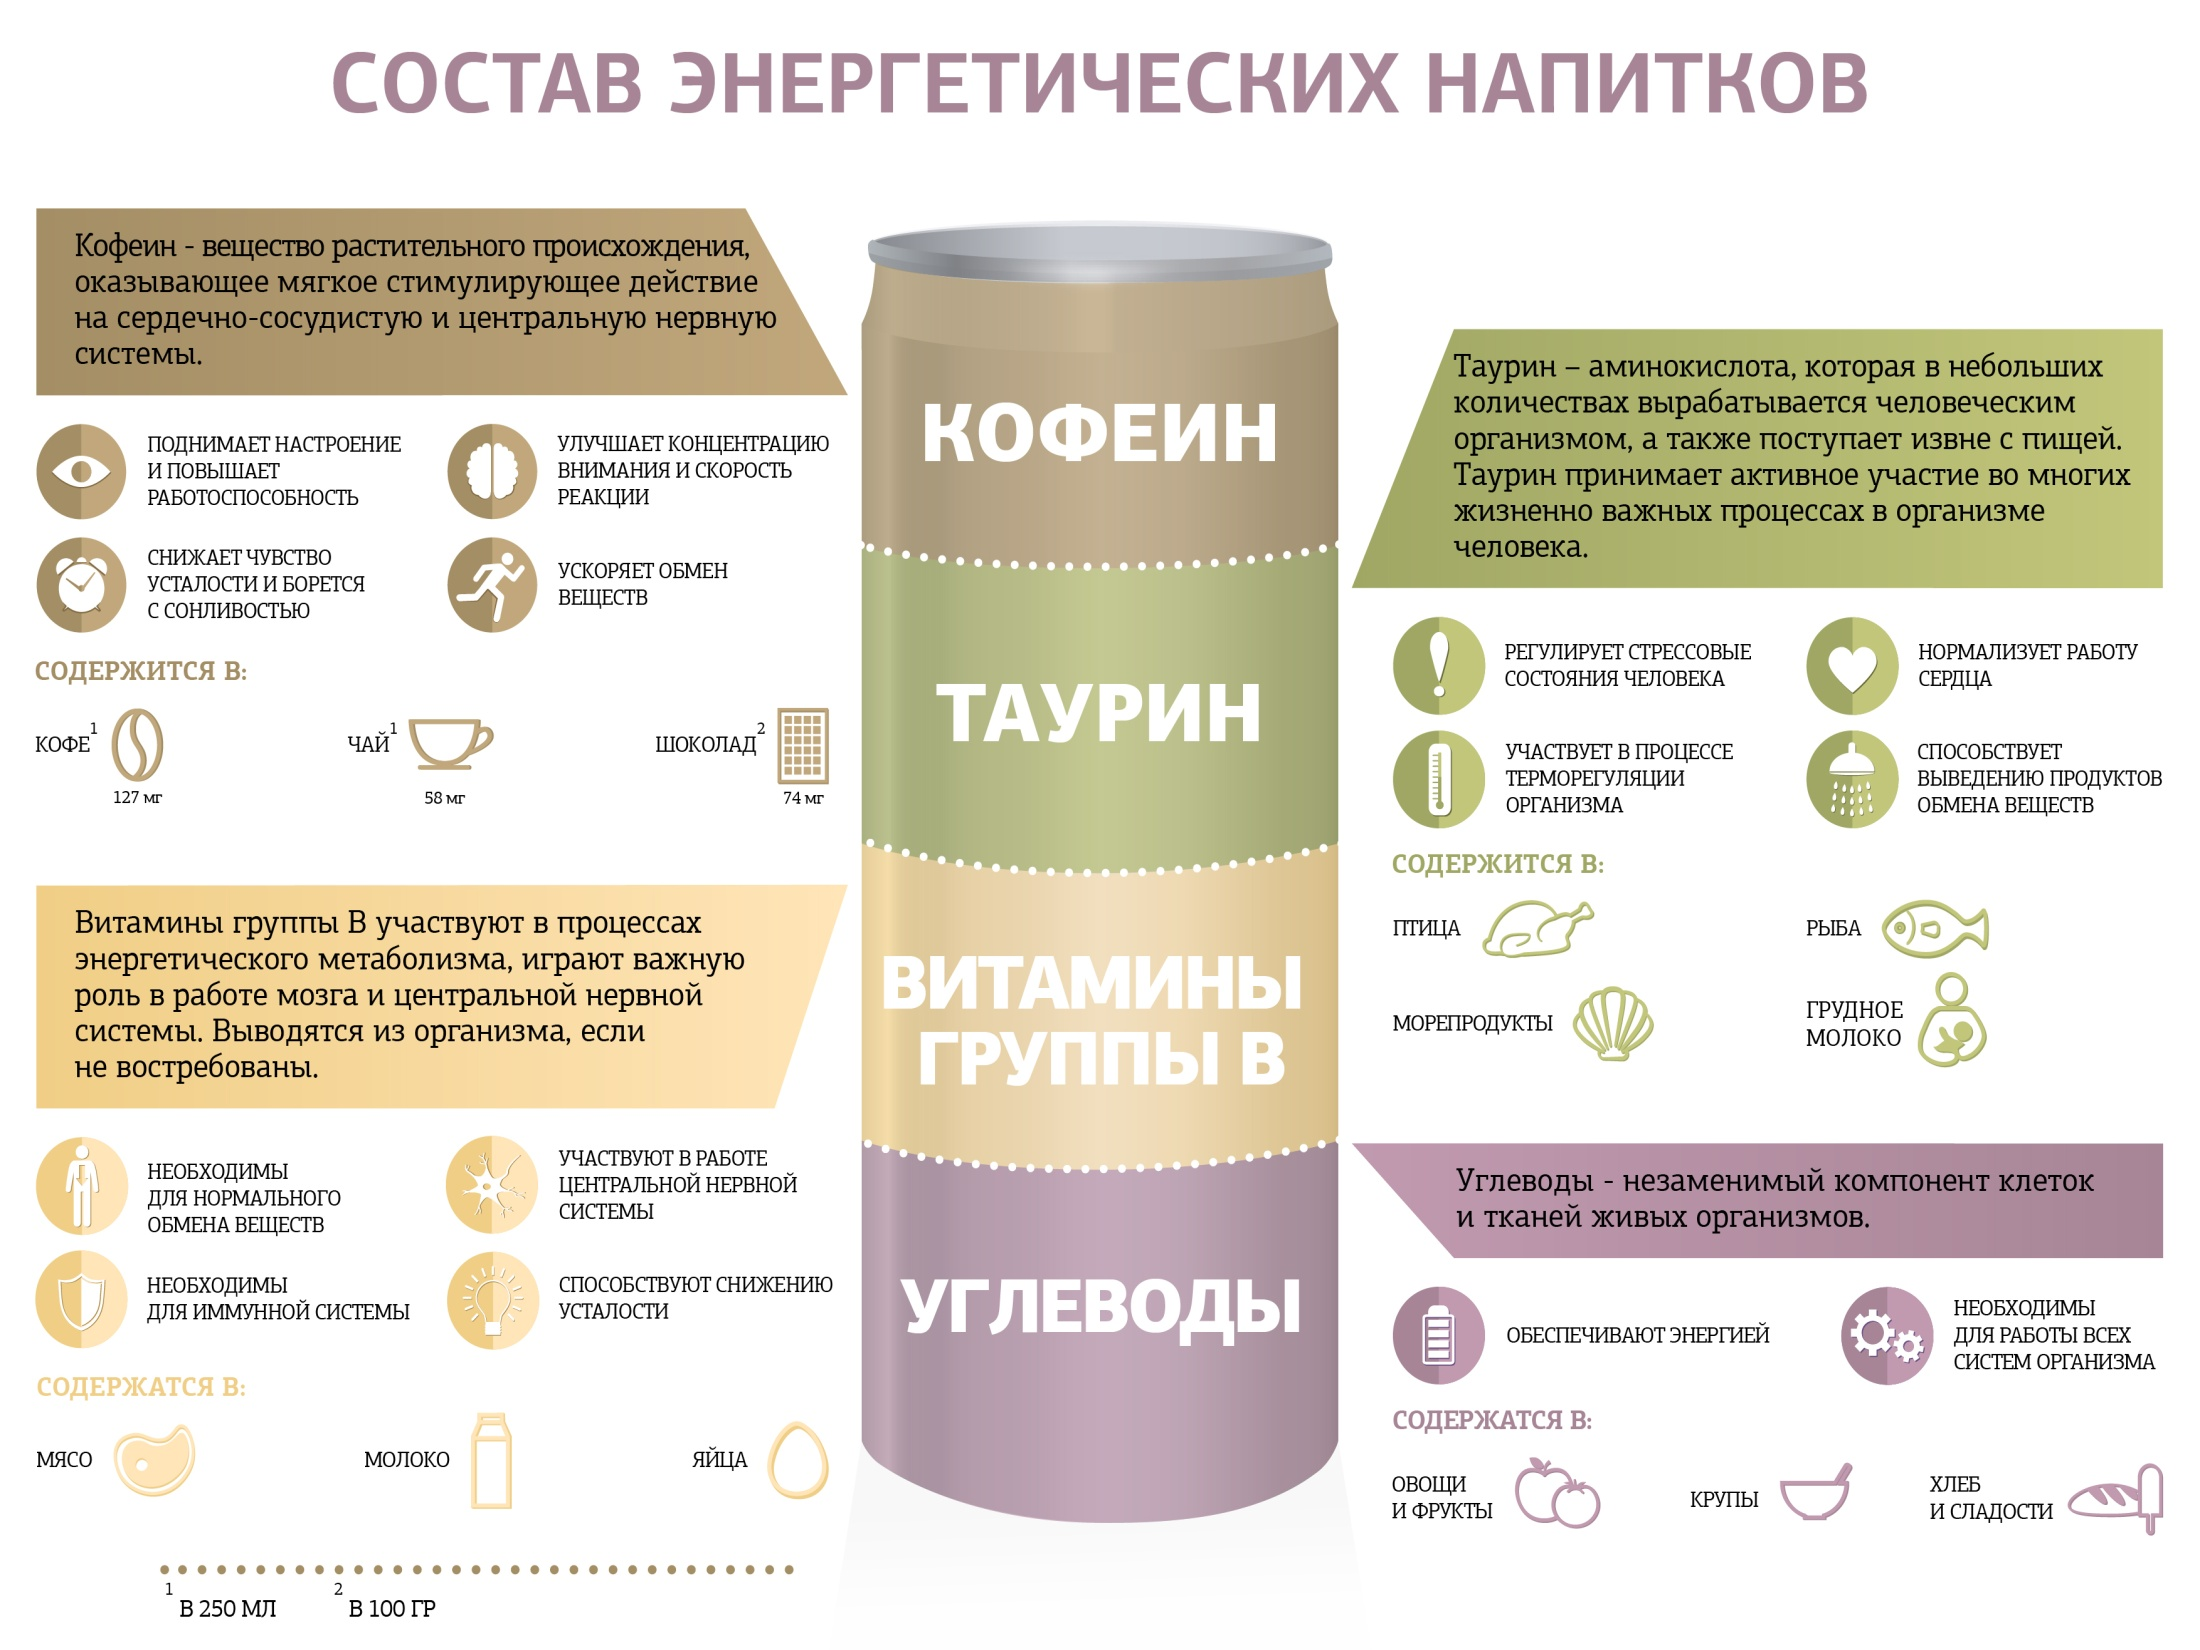 СОСТАВ ЭНЕРГЕТИЧЕСКИХ НАПИТКОВ
Кофеин - вещество растительного происхождения,
оказывающее мягкое стимулирующее действие
на сердечно-сосудистую и центральную нервную
системы.
ПОДНИМАЕТ НАСТРОЕНИЕ
И ПОВЫШАЕТ
РАБОТОСПОСОБНОСТЬ
УЛУЧШАЕТ КОНЦЕНТРАЦИЮ
ВНИМАНИЯ И СКОРОСТЬ
РЕАКЦИИ
СНИЖАЕТ ЧУВСТВО
УСТАЛОСТИ И БОРЕТСЯ
С СОНЛИВОСТЬЮ
УСКОРЯЕТ ОБМЕН
ВЕЩЕСТВ
СОДЕРЖИТСЯ В:
КОФЕ1
127 мг
ЧАЙ1
58 мг
ШОКОЛАД2
74 мг
Витамины группы В участвуют в процессах
энергетического метаболизма, играют важную
роль в работе мозга и центральной нервной
системы. Выводятся из организма, если
не востребованы.
НЕОБХОДИМЫ
ДЛЯ НОРМАЛЬНОГО
ОБМЕНА ВЕЩЕСТВ
УЧАСТВУЮТ В РАБОТЕ
ЦЕНТРАЛЬНОЙ НЕРВНОЙ
СИСТЕМЫ
НЕОБХОДИМЫ
ДЛЯ ИММУННОЙ СИСТЕМЫ
СПОСОБСТВУЮТ СНИЖЕНИЮ
УСТАЛОСТИ
СОДЕРЖАТСЯ В:
МЯСО
МОЛОКО
ЯЙЦА
1 В 250 МЛ
2 В 100 ГР
КОФЕИН
ТАУРИН
ВИТАМИНЫ
ГРУППЫ В
УГЛЕВОДЫ
Таурин – аминокислота, которая в небольших
количествах вырабатывается человеческим
организмом, а также поступает извне с пищей.
Таурин принимает активное участие во многих
жизненно важных процессах в организме
человека.
РЕГУЛИРУЕТ СТРЕССОВЫЕ
СОСТОЯНИЯ ЧЕЛОВЕКА
НОРМАЛИЗУЕТ РАБОТУ
СЕРДЦА
УЧАСТВУЕТ В ПРОЦЕССЕ
ТЕРМОРЕГУЛЯЦИИ
ОРГАНИЗМА
СПОСОБСТВУЕТ
ВЫВЕДЕНИЮ ПРОДУКТОВ
ОБМЕНА ВЕЩЕСТВ
СОДЕРЖИТСЯ В:
ПТИЦА
РЫБА
МОРЕПРОДУКТЫ
ГРУДНОЕ
МОЛОКО
Углеводы - незаменимый компонент клеток
и тканей живых организмов.
ОБЕСПЕЧИВАЮТ ЭНЕРГИЕЙ
НЕОБХОДИМЫ
ДЛЯ РАБОТЫ ВСЕХ
СИСТЕМ ОРГАНИЗМА
СОДЕРЖАТСЯ В:
ОВОЩИ
И ФРУКТЫ
КРУПЫ
ХЛЕБ
И СЛАДОСТИ